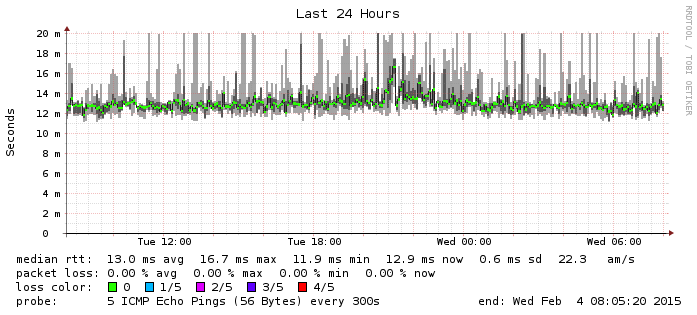 Last 24 Hours
RRDTOOL / TOBI OETIKER
Seconds
20 m
18 m
16 m
14 m
12 m
10 m
8 m
6 m
4 m
2 m
0
Tue 12:00 Tue 18:00 Wed 00:00 Wed 06:00
median rtt: 13.0 ms avg 16.7 ms max 11.9 ms min 12.9 ms now 0.6 ms sd 22.3 am/s
packet loss: 0.00 % avg 0.00 % max 0.00 % min 0.00 % now
loss color: 0 1/5 2/5 3/5 4/5
probe: 5 ICMP Echo Pings (56 Bytes) every 300s end: Wed Feb 4 08:05:20 2015